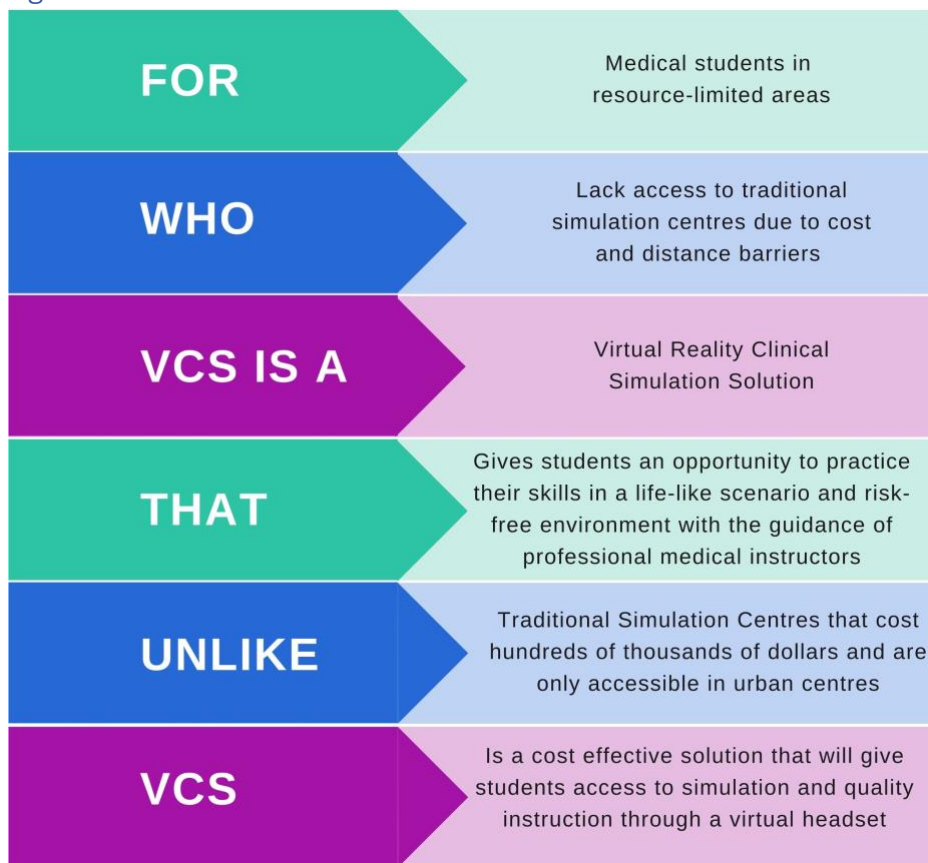 FOR
Medical students in
resource-limited areas
WHO
Lack access to traditional
simulation centres due to cost
and distance barriers
VCS IS A
Virtual Reality Clinical
Simulation Solution
THAT
Gives students an opportunity to practice
their skills in a life-like scenario and risk-
free environment with the guidance of
professional medical instructors
UNLIKE
Traditional Simulation Centres that cost
hundreds of thousands of dollars and are
only accessible in urban centres
VCS
Is a cost effective solution that will give
students access to simulation and quality
instruction through a virtual headset